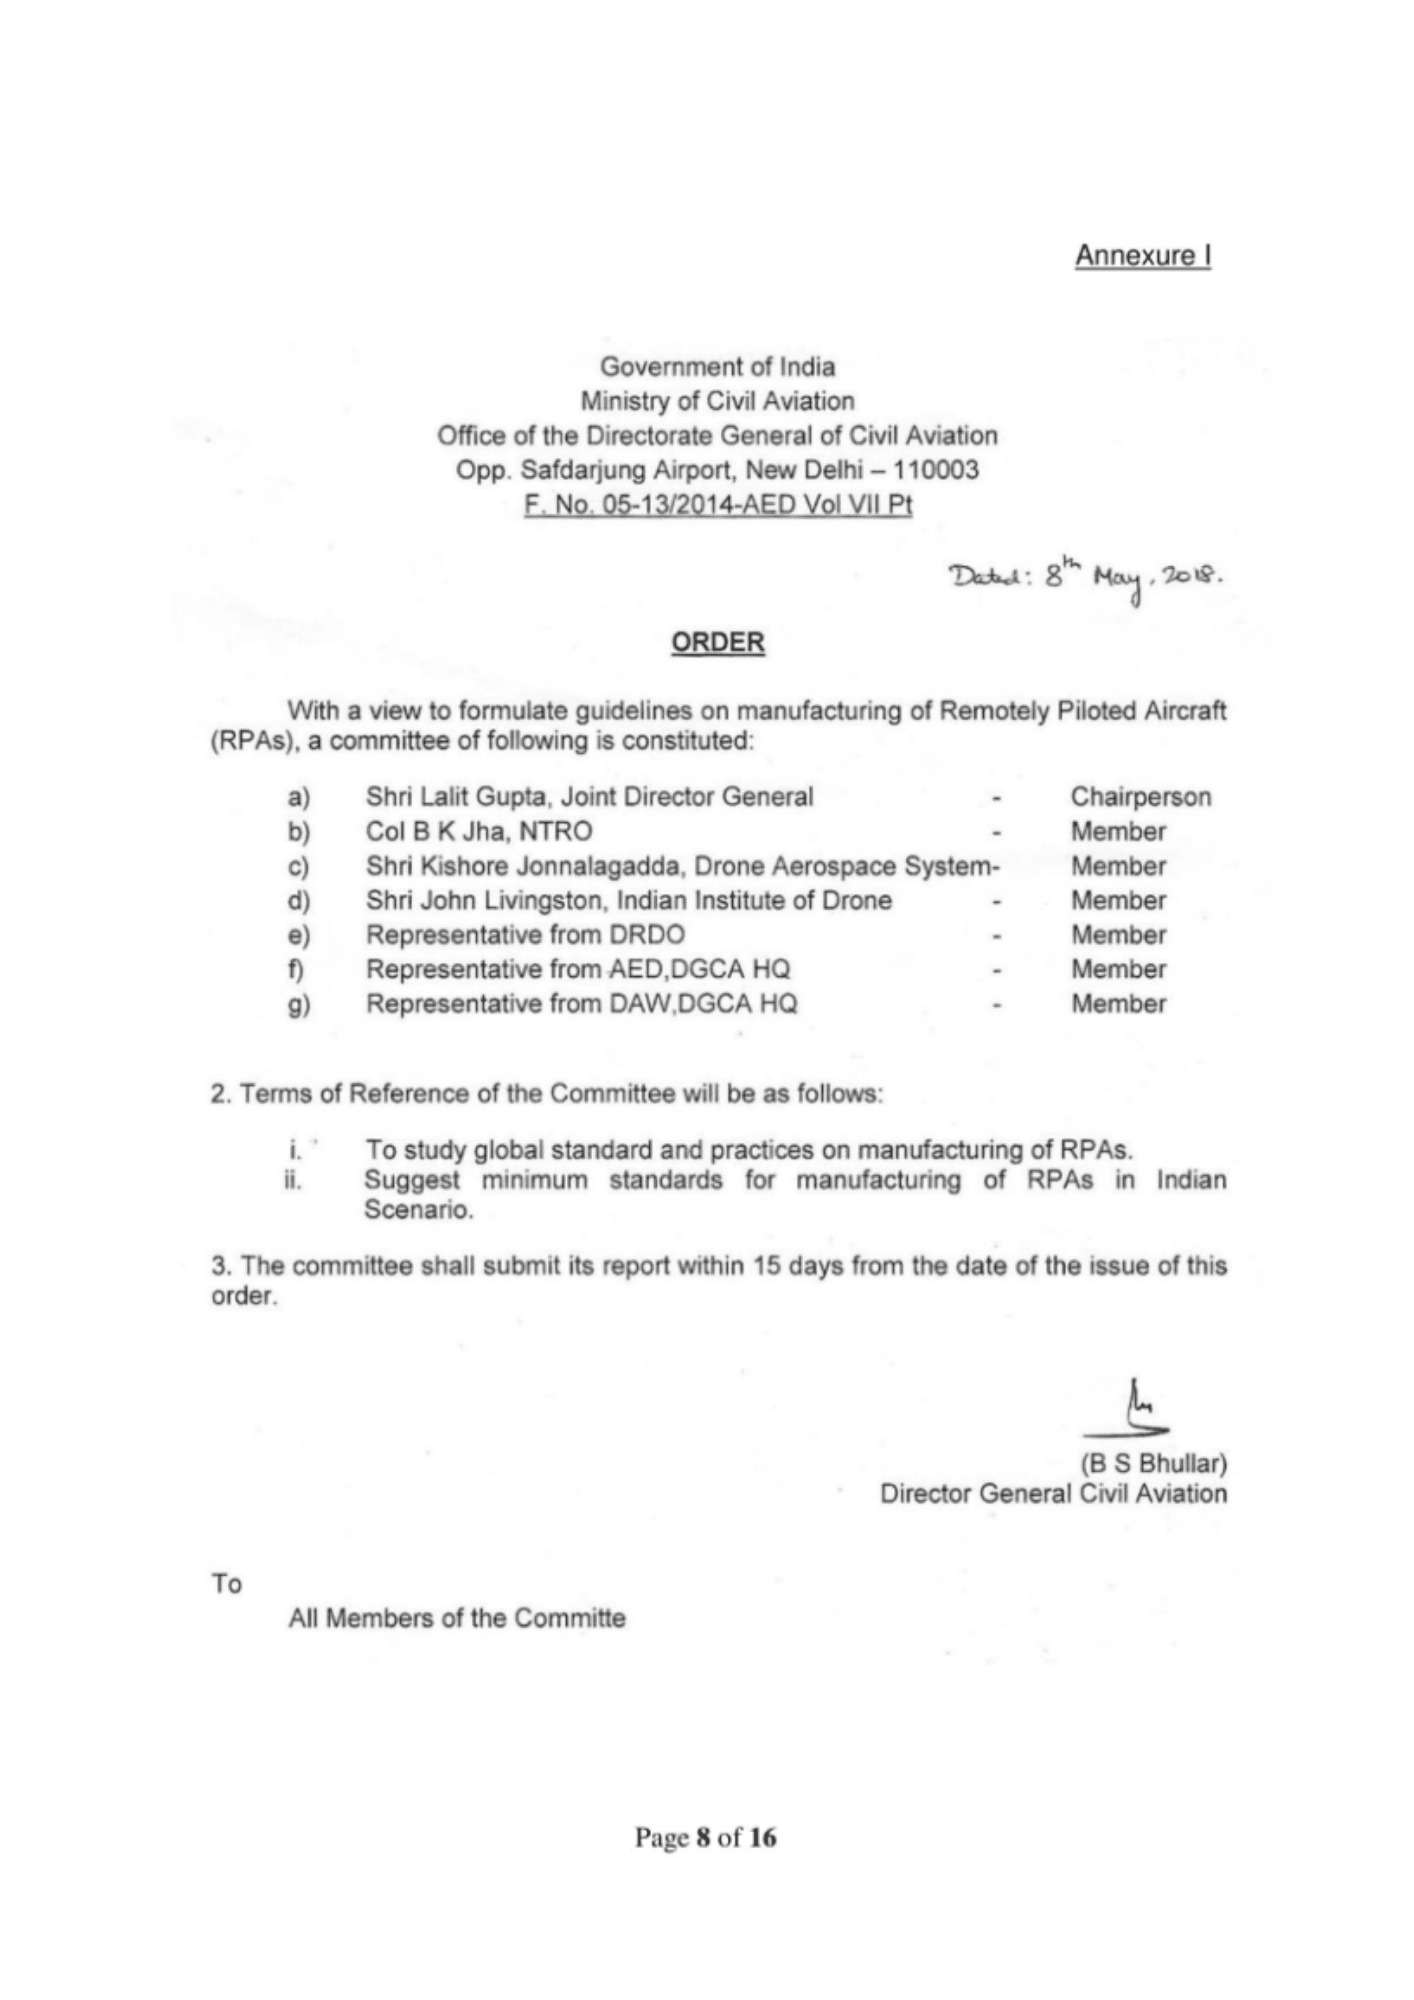 Annexure I
Government of India
Ministry of Civil Aviation
Office of the Directorate General of Civil Aviation
Opp. Safdarjung Airport, New Delhi – 110003
F. No. 05-13/2014-AED Vol VII Pt
Dated: 8th May, 2018.
ORDER
With a view to formulate guidelines on manufacturing of Remotely Piloted Aircraft
(RPAs), a committee of following is constituted:
a) Shri Lalit Gupta, Joint Director General - Chairperson
b) Col B K Jha, NTRO - Member
c) Shri Kishore Jonnalagadda, Drone Aerospace System- Member
d) Shri John Livingston, Indian Institute of Drone - Member
e) Representative from DRDO - Member
f) Representative from AED,DGCA HQ - Member
g) Representative from DAW,DGCA HQ - Member
2. Terms of Reference of the Committee will be as follows:
i. To study global standard and practices on manufacturing of RPAs.
ii. Suggest minimum standards for manufacturing of RPAs in Indian
Scenario.
3. The committee shall submit its report within 15 days from the date of the issue of this
order.
(B S Bhullar)
Director General Civil Aviation
To
All Members of the Committe
Page 8 of 16